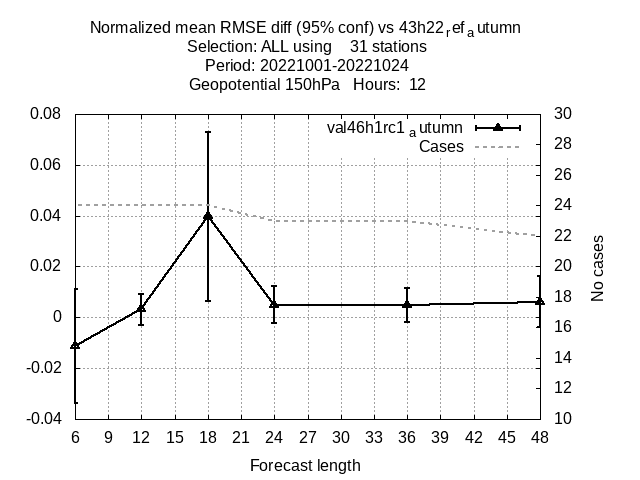 Normalized mean RMSE diff (95% conf) vs 43h22refautumn
Selection: ALL using 31 stations
Period: 20221001-20221024
Geopotential 150hPa Hours: 12
val46h1rc1autumn
Cases
0.08
0.06
0.04
0.02
0
-0.02
-0.04
30
28
26
24
22
20
18
16
14
12
10
No cases
6 9 12 15 18 21 24 27 30 33 36 39 42 45 48
Forecast length